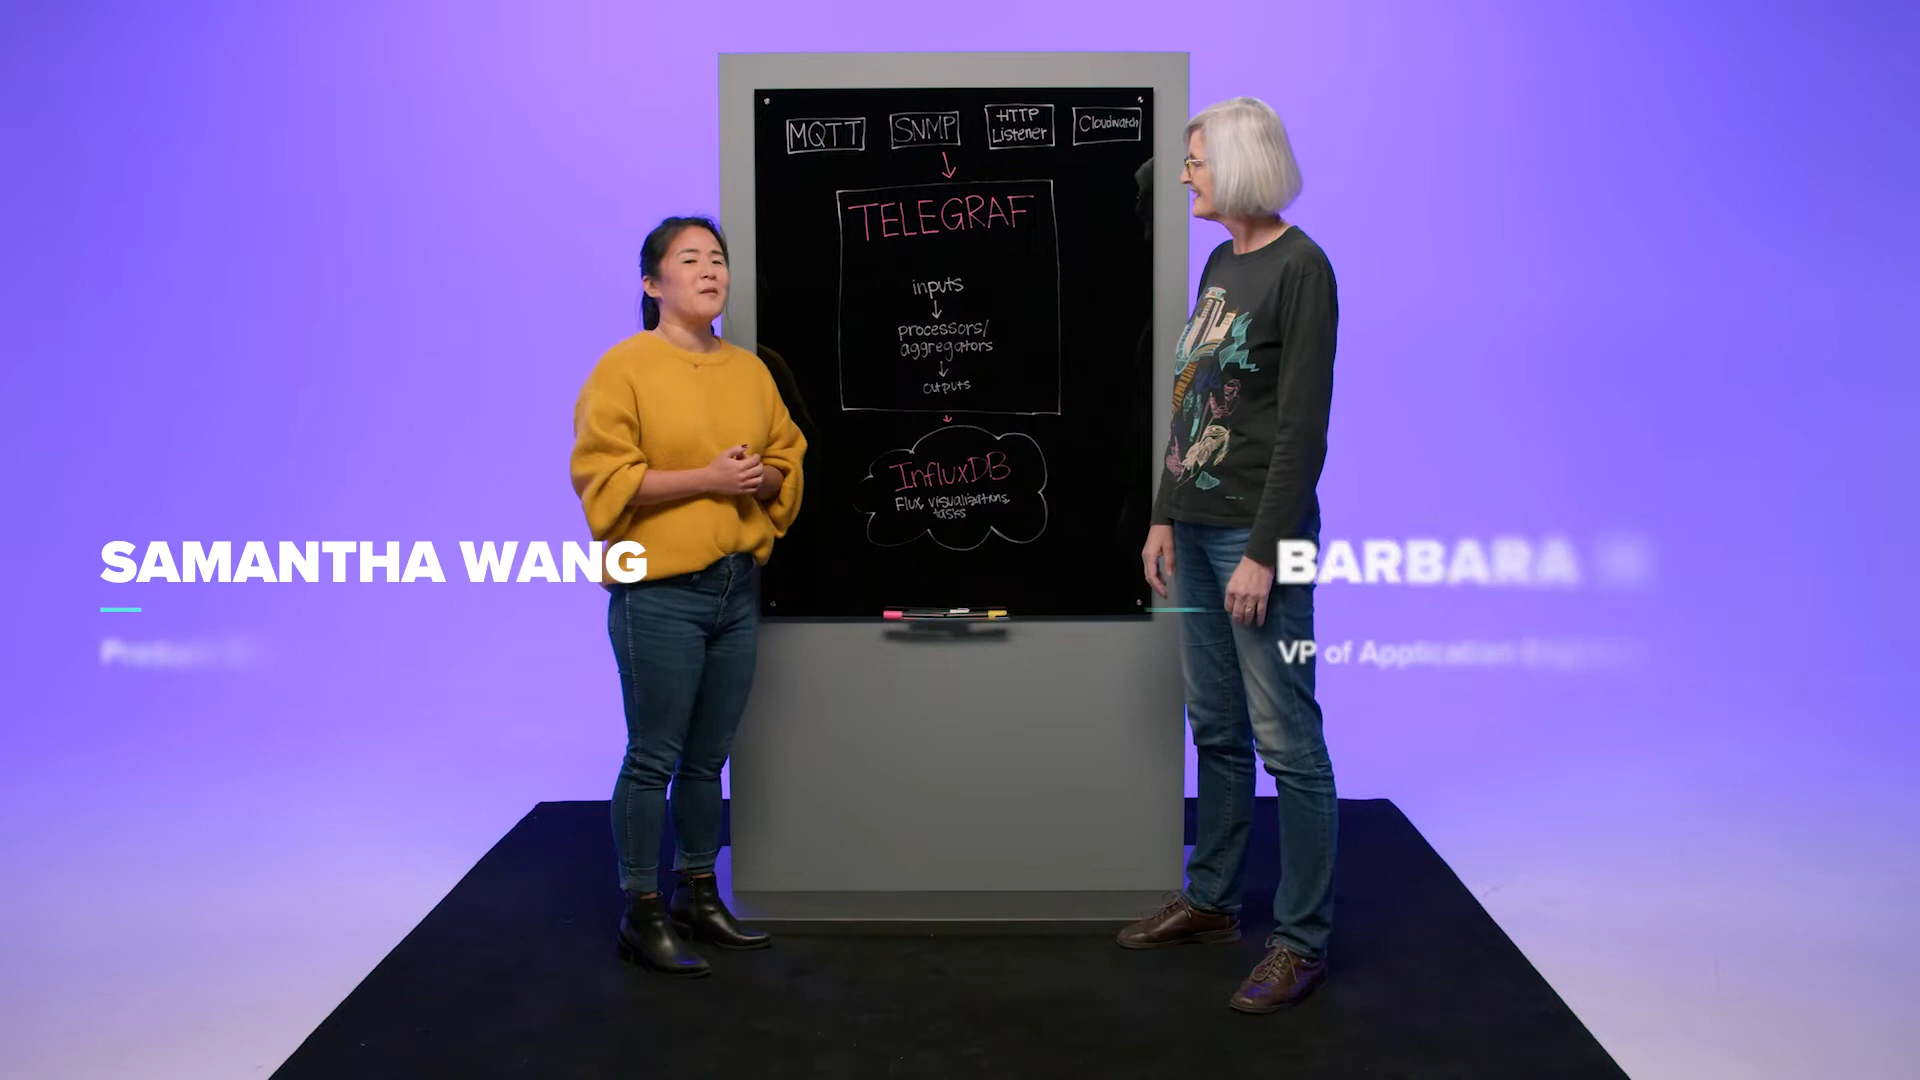 MQTT
SNMP
HTTP
Listener
Cloudwatch
TELEGRAF
inputs
processors/
aggregators
outputs
InfluxDB
Flux, visualizations,
tasks
SAMANTHA WANG
BARBARA
VP of Application